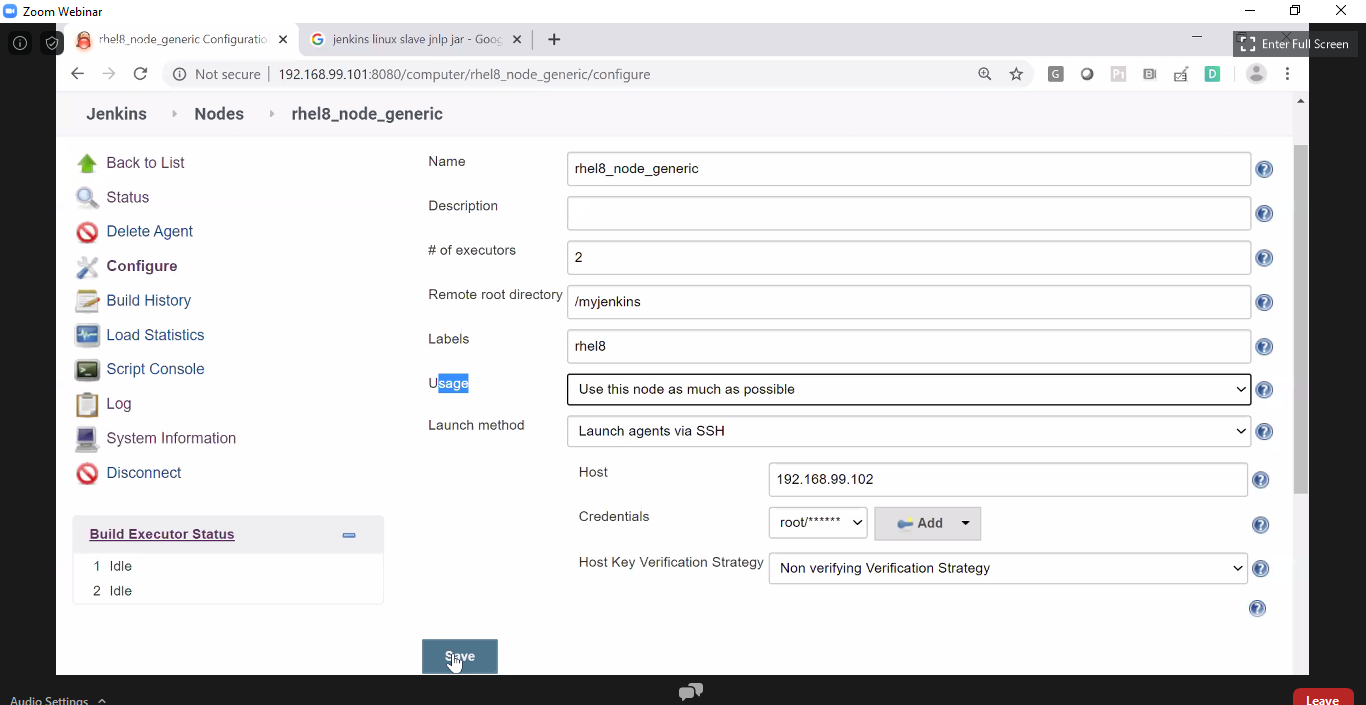 Zoom Webinar
rhel8_node_generic Configuratio
jenkins linux slave jnlp jar - Goog
Enter Full Screen
Not secure
192.168.99.101:8080/computer/rhel8_node_generic/configure
Jenkins
Nodes
rhel8_node_generic
Back to List
Status
Delete Agent
Configure
Build History
Load Statistics
Script Console
Log
System Information
Disconnect
Build Executor Status
1 Idle
2 Idle
Name
rhel8_node_generic
Description
# of executors
2
Remote root directory
/myjenkins
Labels
rhel8
Usage
Use this node as much as possible
Launch method
Launch agents via SSH
Host
192.168.99.102
Credentials
root/******
Add
Host Key Verification Strategy
Non verifying Verification Strategy
Save
Audio Settings
Leave